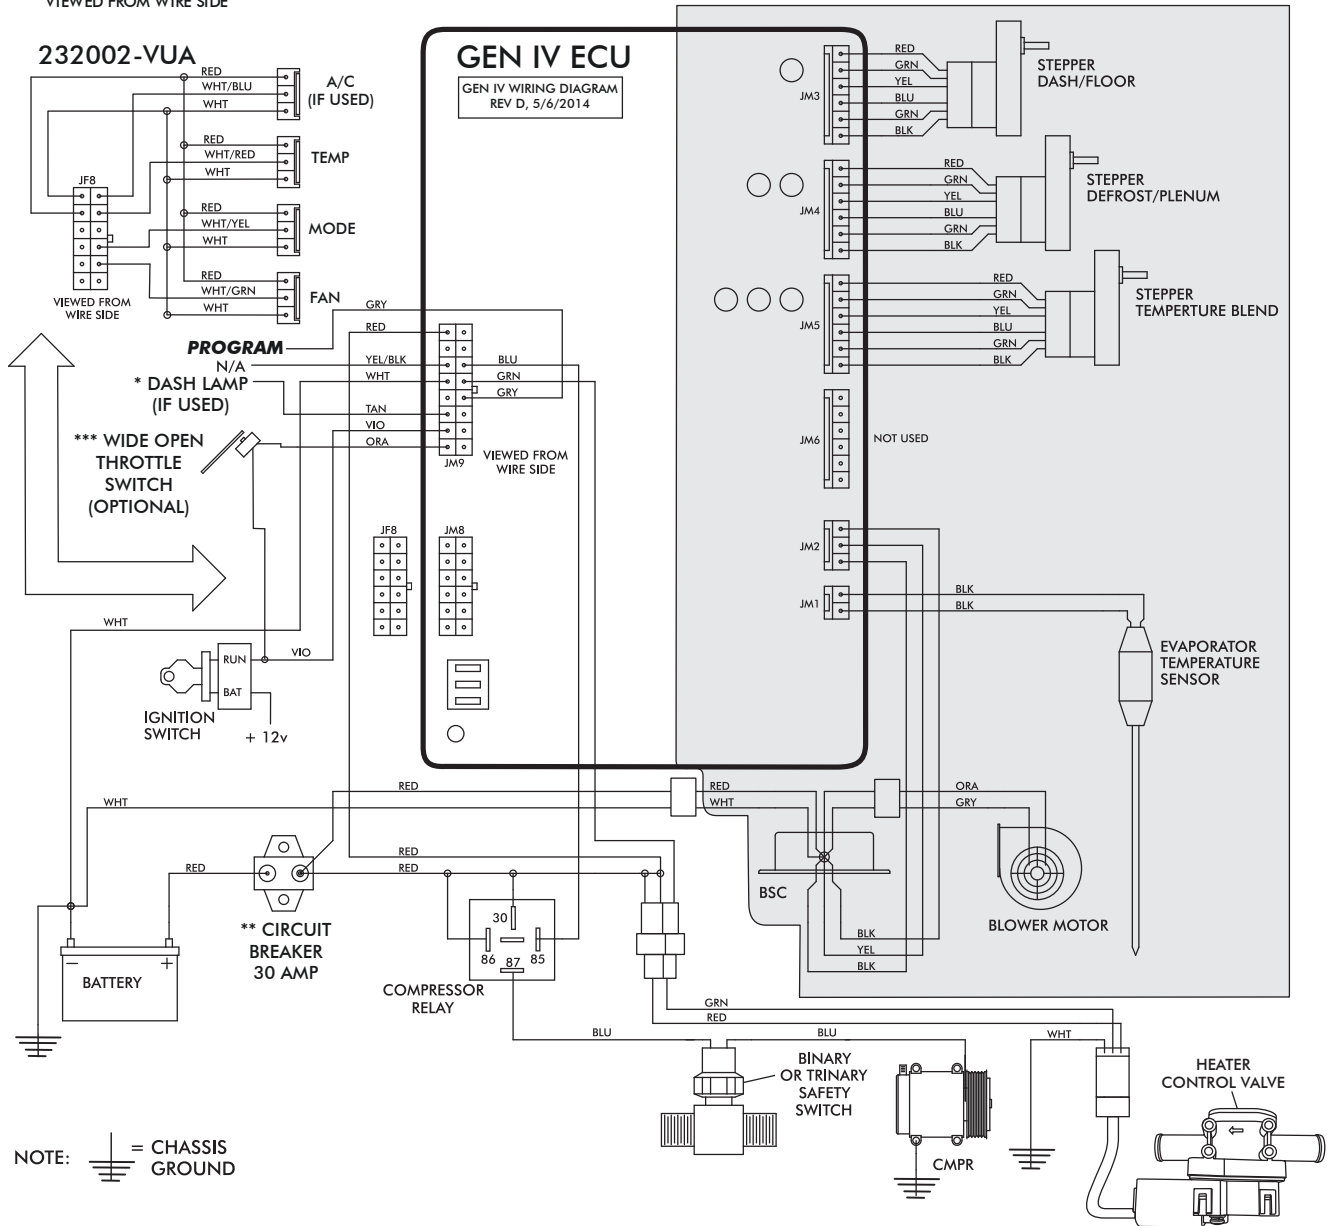 VIEWED FROM WIRE SIDE
232002-VUA
RED
WHT/BLU
WHT
A/C
(IF USED)
RED
WHT/RED
WHT
TEMP
JF8
RED
WHT/YEL
WHT
MODE
RED
WHT/GRN
WHT
FAN
VIEWED FROM
WIRE SIDE
GEN IV ECU
GEN IV WIRING DIAGRAM
REV D, 5/6/2014
JM3
RED
GRN
YEL
BLU
GRN
BLK
STEPPER
DASH/FLOOR
JM4
RED
GRN
YEL
BLU
GRN
BLK
STEPPER
DEFROST/PLENUM
JM5
RED
GRN
YEL
BLU
GRN
BLK
STEPPER
TEMPERTURE BLEND
GRY
RED
PROGRAM
N/A
YEL/BLK
BLU
* DASH LAMP
(IF USED)
WHT
GRN
GRY
TAN
VIO
ORA
JM9
VIEWED FROM
WIRE SIDE
*** WIDE OPEN
THROTTLE
SWITCH
(OPTIONAL)
JM6
NOT USED
JF8
JM8
JM2
JM1
BLK
BLK
EVAPORATOR
TEMPERATURE
SENSOR
WHT
RUN
VIO
BAT
IGNITION
SWITCH
+ 12v
RED
WHT
RED
WHT
ORA
GRY
BSC
BLOWER MOTOR
RED
RED
RED
** CIRCUIT
BREAKER
30 AMP
30
86
87
85
COMPRESSOR
RELAY
BLK
YEL
BLK
- +
BATTERY
GRN
RED
BLU
BLU
WHT
BINARY
OR TRINARY
SAFETY
SWITCH
CMPR
HEATER
CONTROL VALVE
NOTE:
= CHASSIS
GROUND